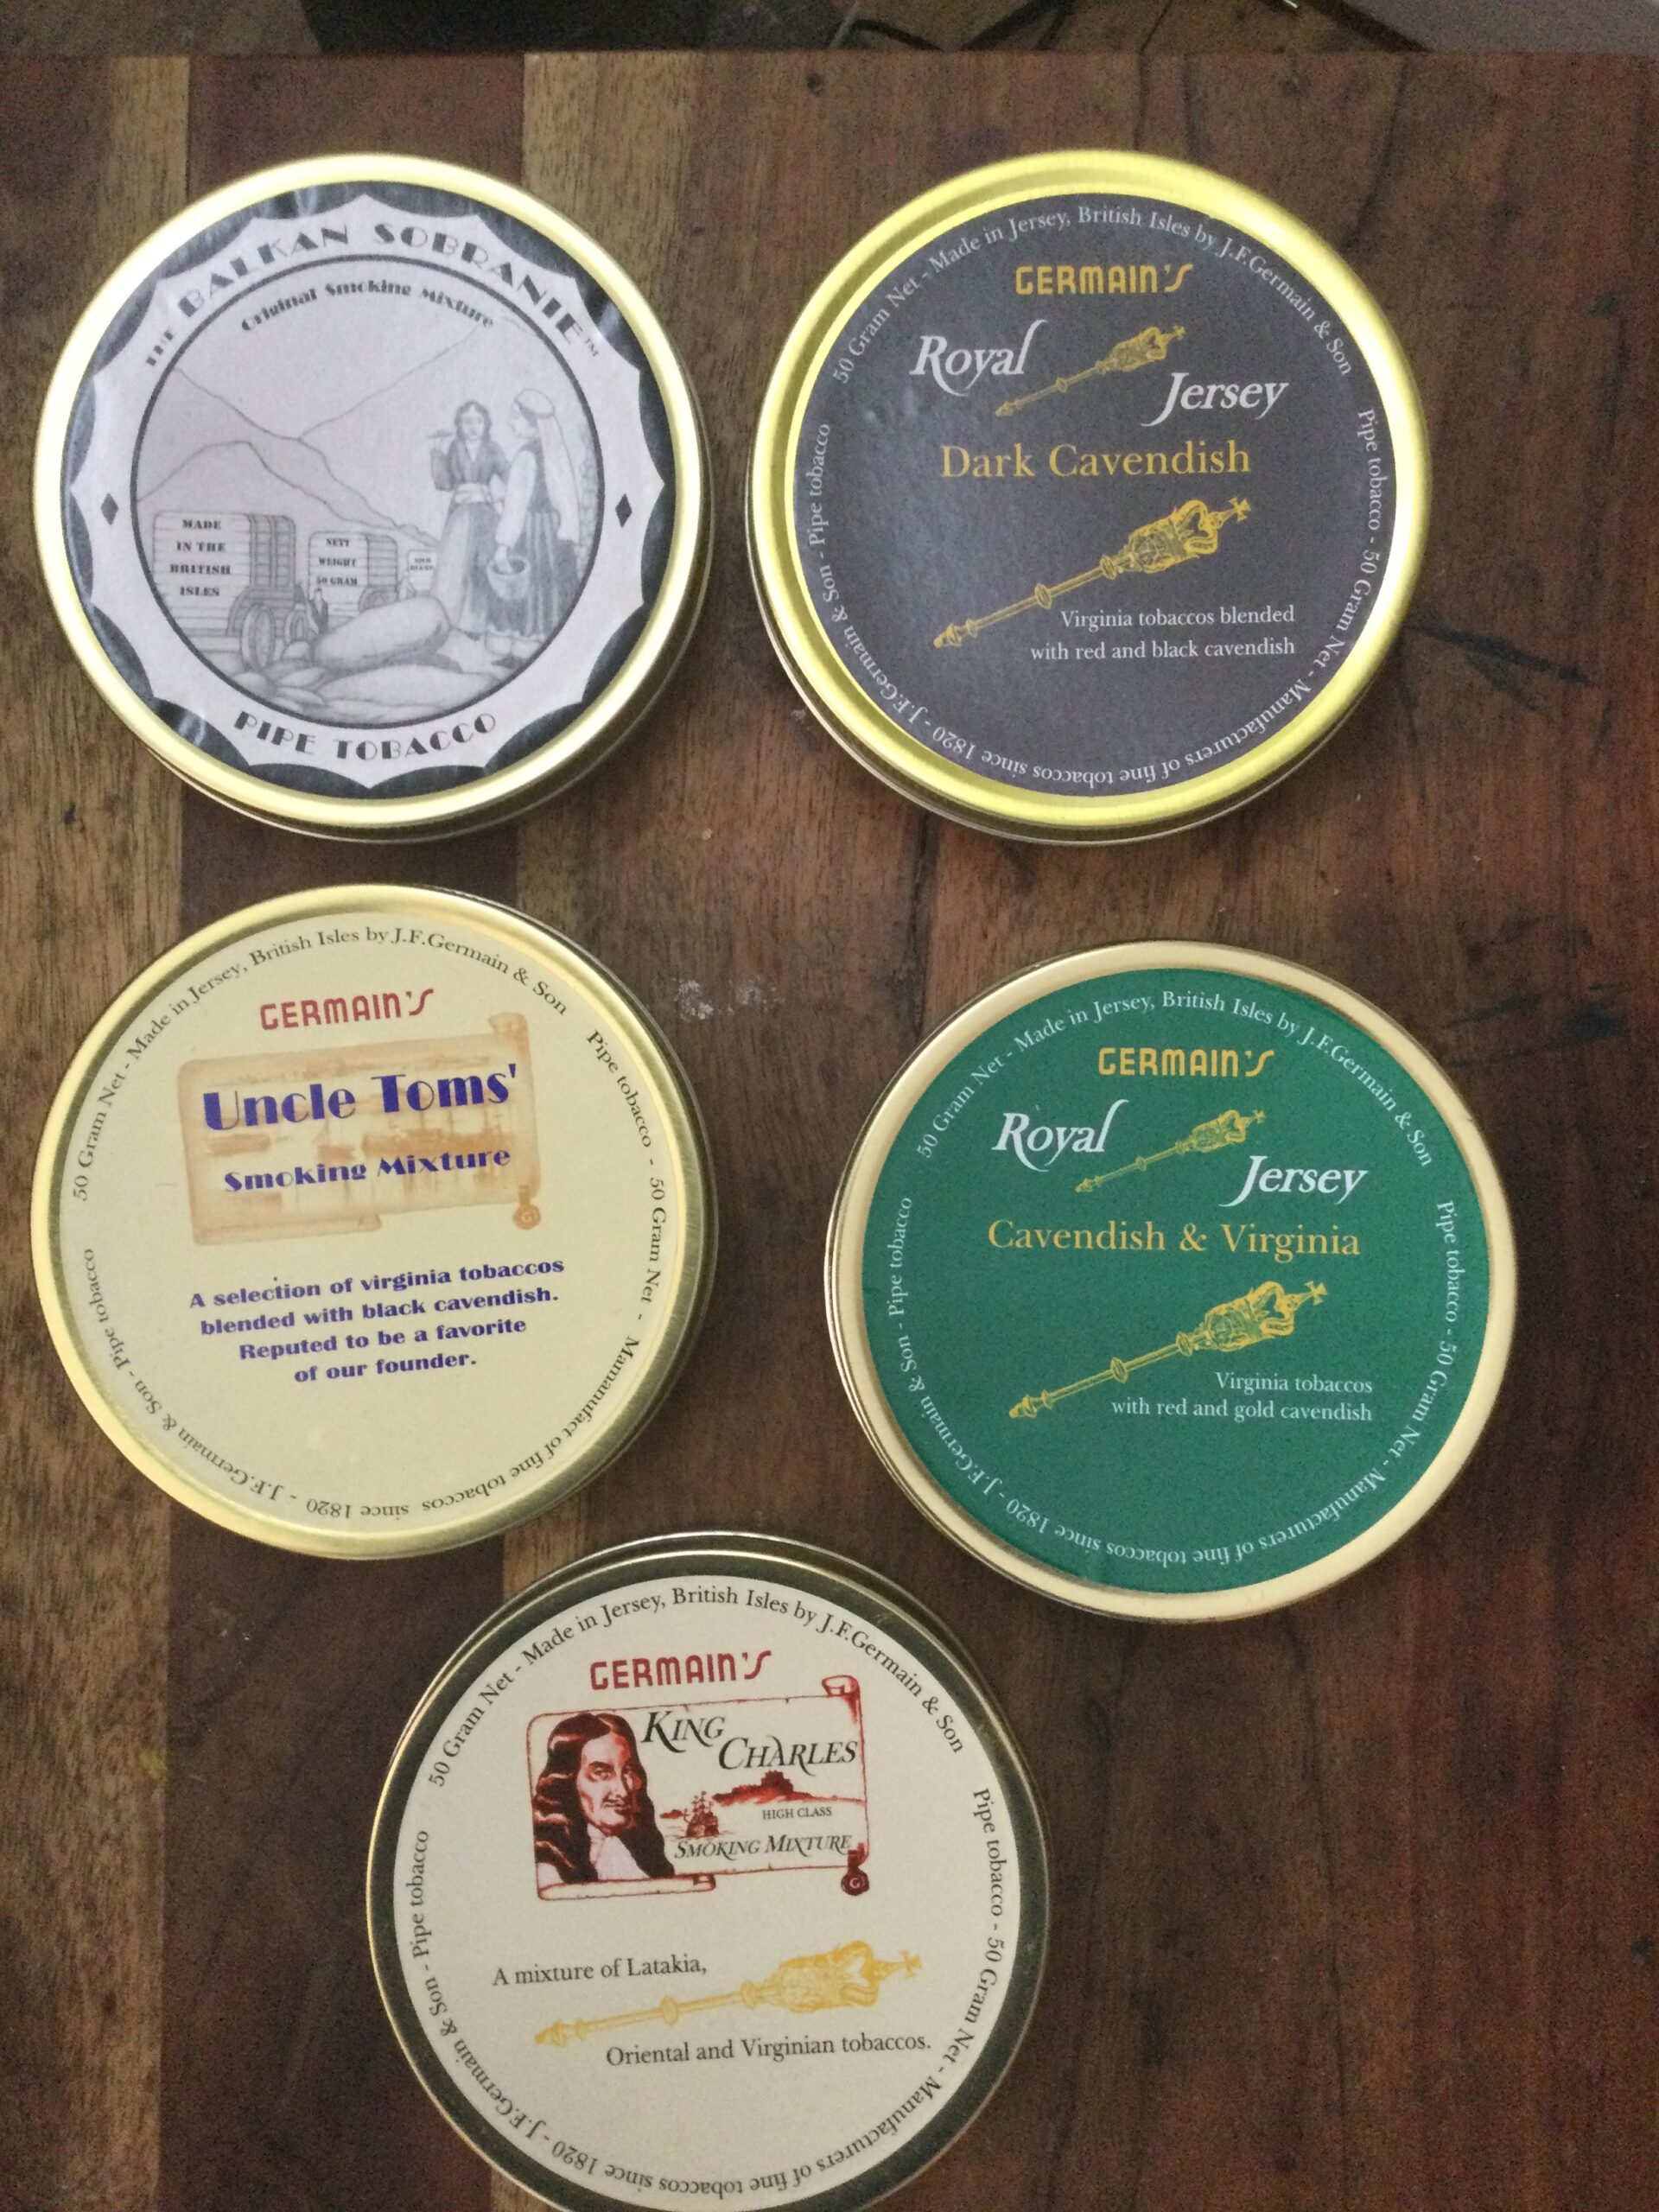 THE BALKAN SOBRANIE™
Original Smoking Mixture
MADE
IN THE
BRITISH
ISLES
NETT
WEIGHT
50 GRAM
PIPE TOBACCO
50 Gram Net - Made in Jersey, British Isles by J.F.Germain & Son
Pipe tobacco - 50 Gram Net - Manufacturers of fine tobaccos since 1820 - J.F.Germain & Son - Pipe tobacco
GERMAIN'S
Royal
Jersey
Dark Cavendish
Virginia tobaccos blended
with red and black cavendish
50 Gram Net - Made in Jersey, British Isles by J.F.Germain & Son
Pipe tobacco - 50 Gram Net - Mamanufact of fine tobaccos since 1820 - J.F.Germain & Son - Pipe tobacco
GERMAIN'S
Uncle Toms'
Smoking Mixture
A selection of virginia tobaccos
blended with black cavendish.
Reputed to be a favorite
of our founder.
50 Gram Net - Made in Jersey, British Isles by J.F.Germain & Son
Pipe tobacco - 50 Gram Net - Manufacturers of fine tobaccos since 1820 - J.F.Germain & Son - Pipe tobacco
GERMAIN'S
Royal
Jersey
Cavendish & Virginia
Virginia tobaccos
with red and gold cavendish
50 Gram Net - Made in Jersey, British Isles by J.F.Germain & Son
Pipe tobacco - 50 Gram Net - Manufacturers of fine tobaccos since 1820 - J.F.Germain & Son - Pipe tobacco
GERMAIN'S
KING
CHARLES
HIGH CLASS
SMOKING MIXTURE
G
A mixture of Latakia,
Oriental and Virginian tobaccos.